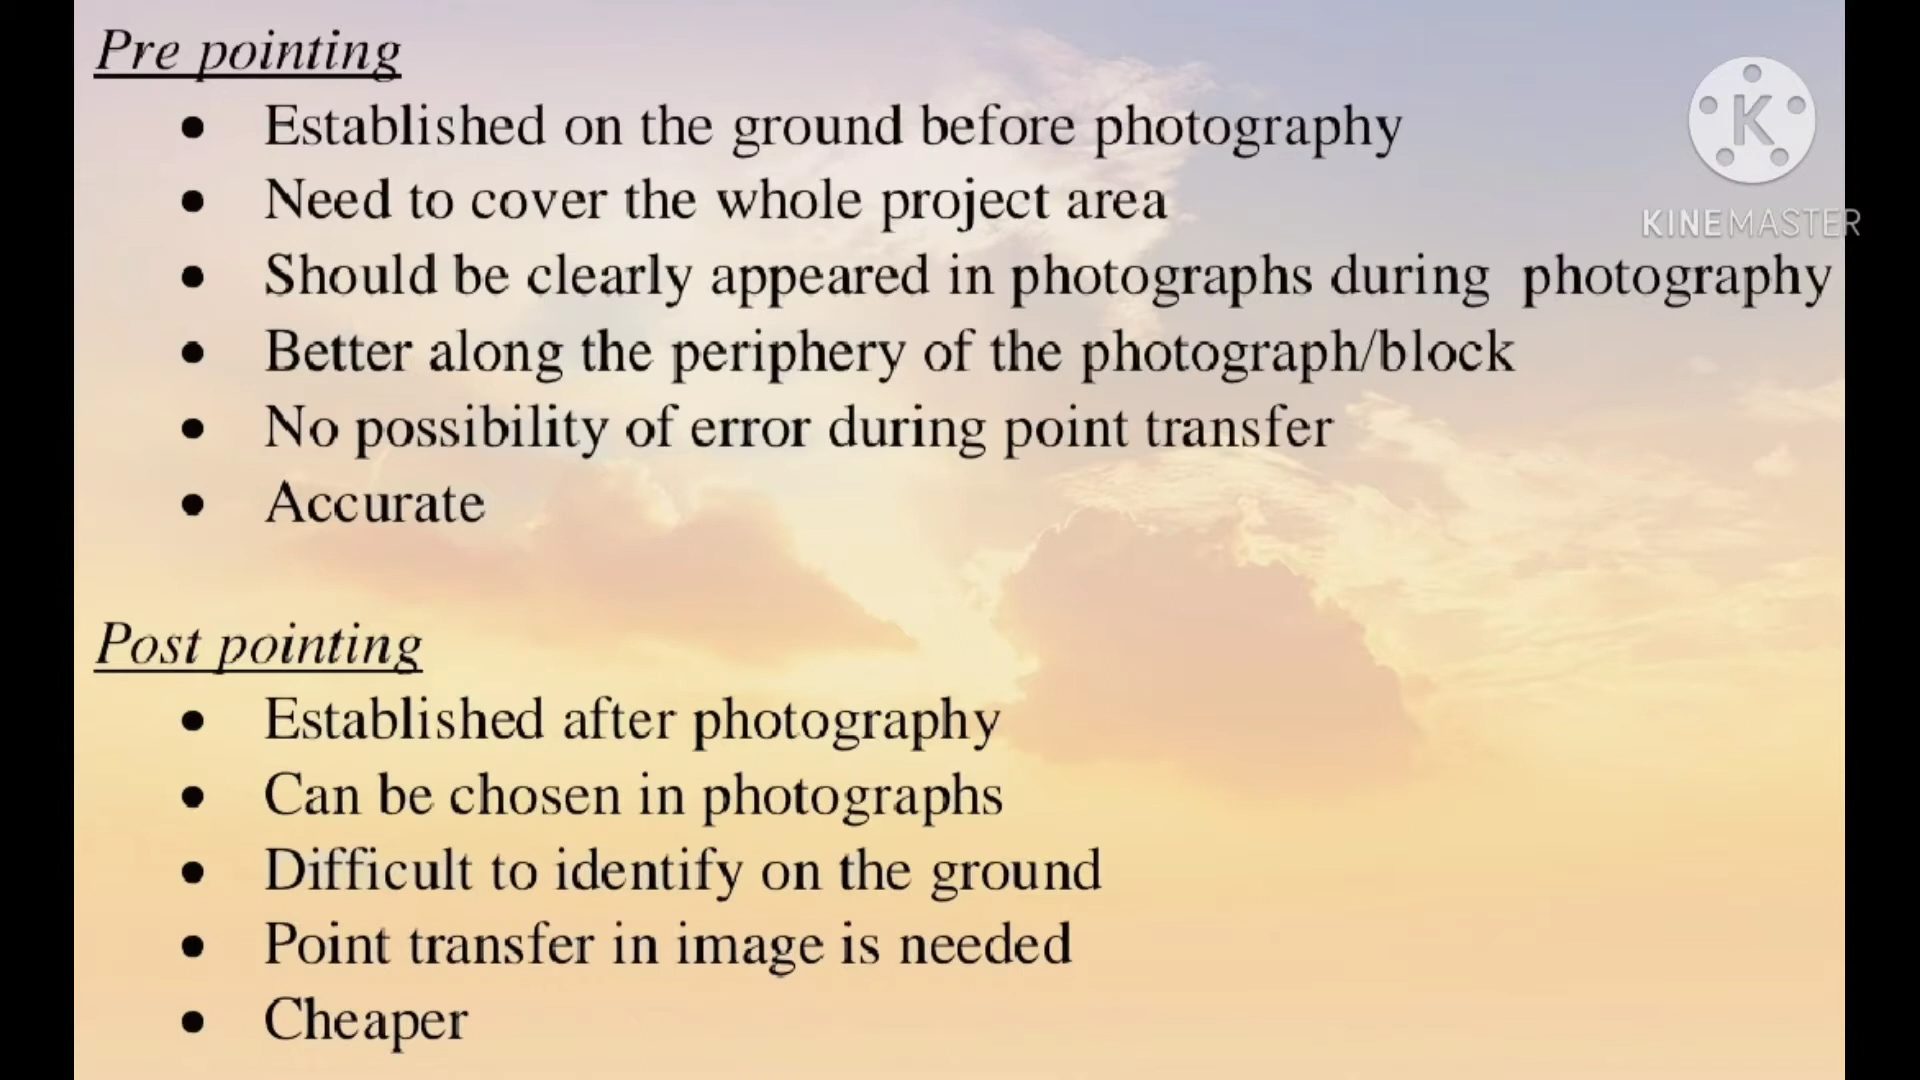 Pre pointing
• Established on the ground before photography
• Need to cover the whole project area
• Should be clearly appeared in photographs during photography
• Better along the periphery of the photograph/block
• No possibility of error during point transfer
• Accurate
Post pointing
• Established after photography
• Can be chosen in photographs
• Difficult to identify on the ground
• Point transfer in image is needed
• Cheaper
K
KINEMASTER